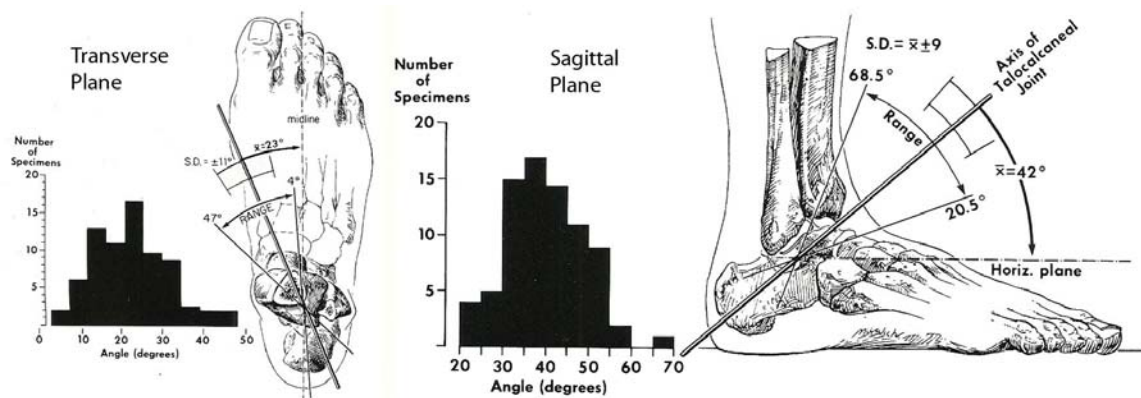 Transverse
Plane
Number
of
Specimens
20
15
10
5
0
10
20
30
40
50
Angle (degrees)
midline
S.D. = ±11°
x̄=23°
4°
47°
RANGE
Number
of
Specimens
Sagittal
Plane
20
15
10
5
20
30
40
50
60
70
Angle (degrees)
S.D.= x̄±9
68.5°
Axis of
Talocalcaneal
Joint
Range
x̄=42°
20.5°
Horiz. plane